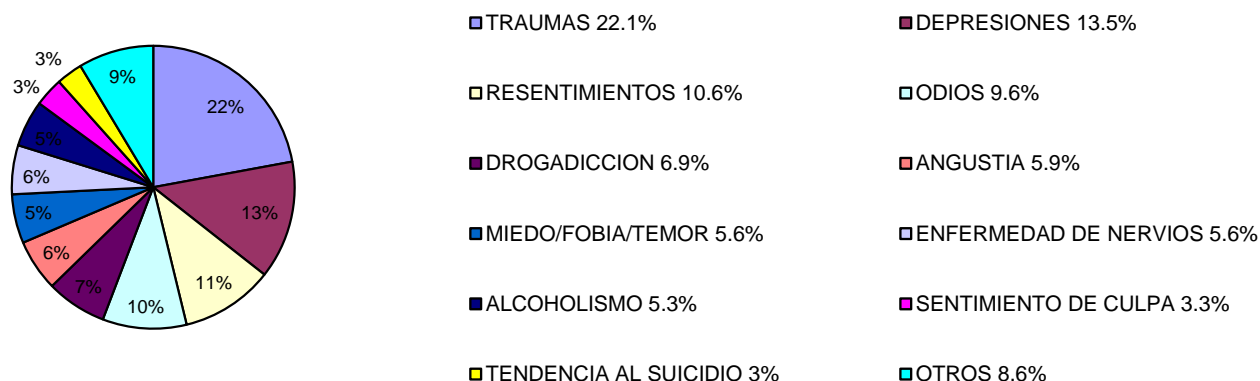 TRAUMAS 22.1%
DEPRESIONES 13.5%
RESENTIMIENTOS 10.6%
ODIOS 9.6%
DROGADICCION 6.9%
ANGUSTIA 5.9%
MIEDO/FOBIA/TEMOR 5.6%
ENFERMEDAD DE NERVIOS 5.6%
ALCOHOLISMO 5.3%
SENTIMIENTO DE CULPA 3.3%
TENDENCIA AL SUICIDIO 3%
OTROS 8.6%
22%
13%
11%
10%
7%
6%
5%
6%
5%
3%
3%
9%